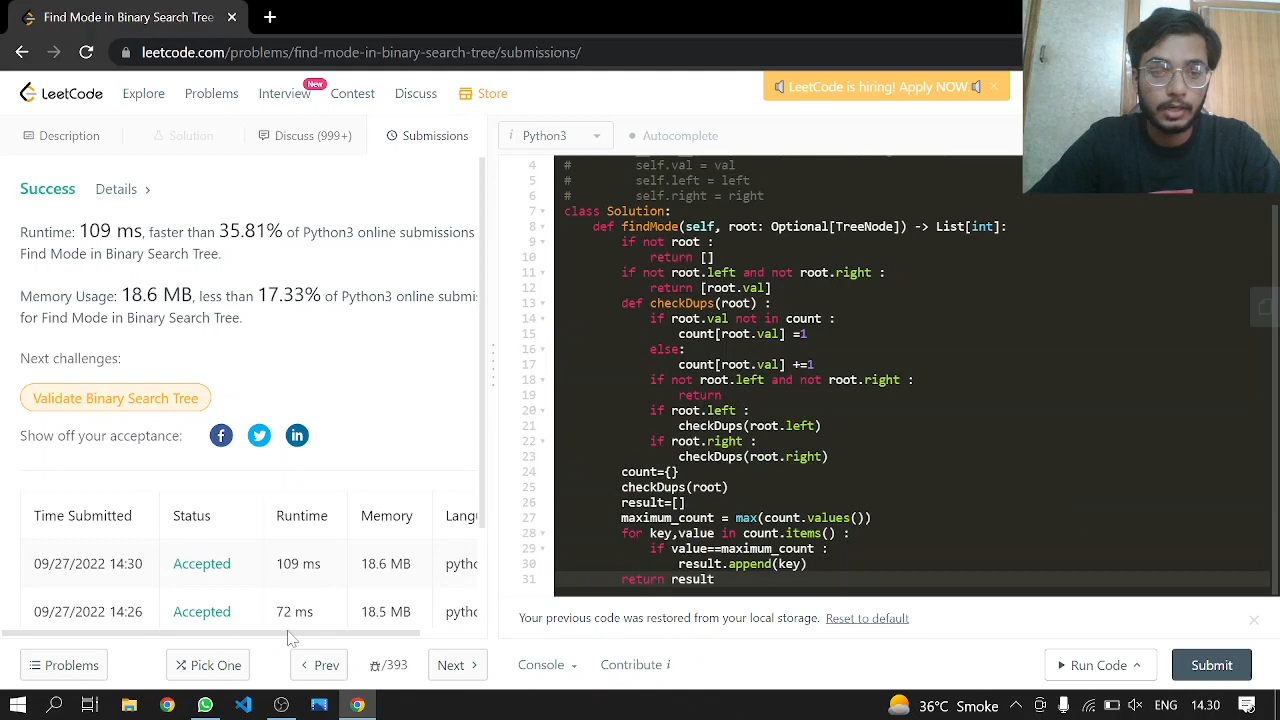 Find Mode in Binary Search Tree
leetcode.com/problems/find-mode-in-binary-search-tree/submissions/
LeetCode
Explore
Problems
Interview
New
Contest
Discuss
Store
LeetCode is hiring! Apply NOW.
Description
Solution
Discuss (999+)
Submissions
i Python3
Autocomplete
Success
Details
Runtime: 109 ms, faster than 35.81% of Python3 online submissions
Find Mode in Binary Search Tree.
Memory Usage: 18.6 MB, less than 17.33% of Python3 online submi
for Find Mode in Binary Search Tree.
Next challenges:
Validate Binary Search Tree
Show off your acceptance:
Time Submitted Status Runtime Memory Langu
09/27/2022 14:30 Accepted 109 ms 18.6 MB pytho
09/27/2022 14:26 Accepted 72 ms 18.5 MB pytho
4 # self.val = val
5 # self.left = left
6 # self.right = right
7 class Solution:
8 def findMode(self, root: Optional[TreeNode]) -> List[int]:
9 if not root :
10 return []
11 if not root.left and not root.right :
12 return [root.val]
13 def checkDups(root) :
14 if root.val not in count :
15 count[root.val] =1
16 else:
17 count[root.val] +=1
18 if not root.left and not root.right :
19 return
20 if root.left :
21 checkDups(root.left)
22 if root.right :
23 checkDups(root.right)
24 count={}
25 checkDups(root)
26 result=[]
27 maximum_count = max(count.values())
28 for key,value in count.items() :
29 if value==maximum_count :
30 result.append(key)
31 return result
Your previous code was restored from your local storage. Reset to default
Problems
Pick One
Prev
/393
Next
Console
Contribute i
Run Code
Submit
36°C Smoke
ENG
14.30